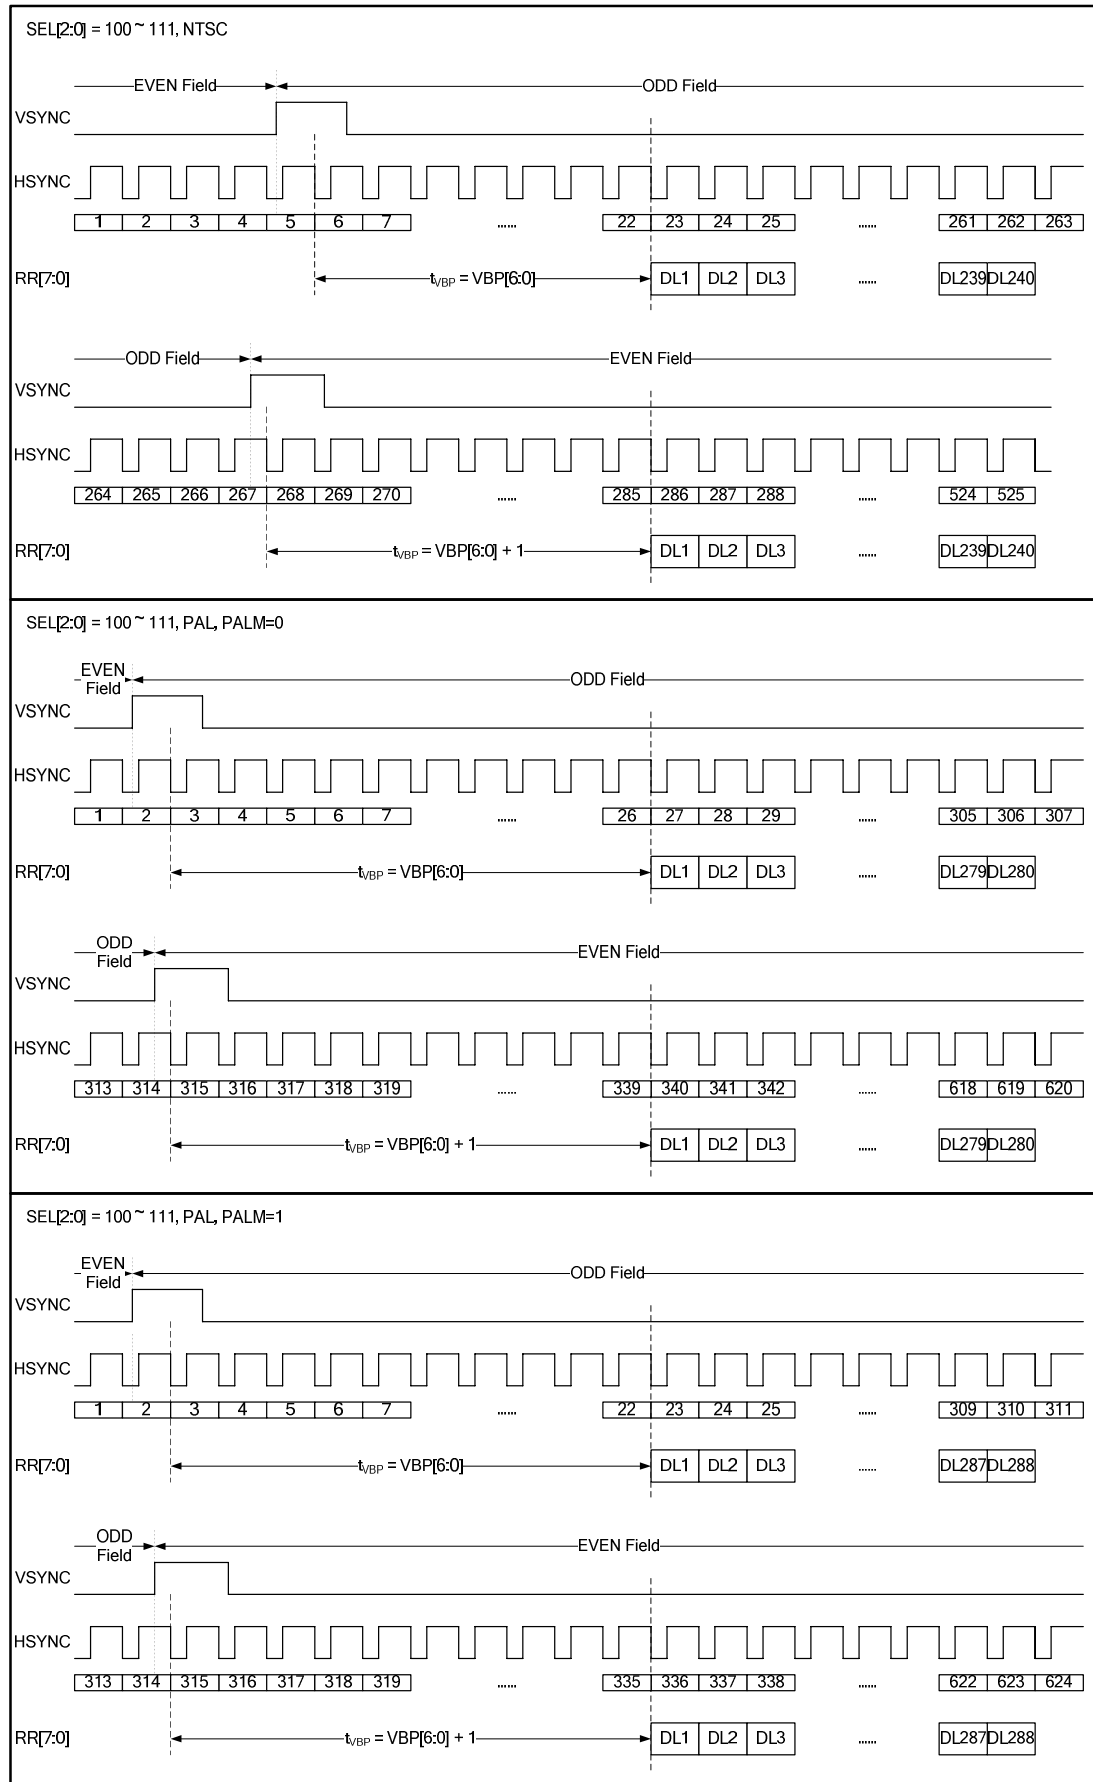 SEL[2:0] = 100 ~ 111, NTSC
EVEN Field ODD Field
VSYNC
HSYNC
1 2 3 4 5 6 7 ...... 22 23 24 25 ...... 261 262 263
RR[7:0] tVBP = VBP[6:0] DL1 DL2 DL3 ...... DL239 DL240
ODD Field EVEN Field
VSYNC
HSYNC
264 265 266 267 268 269 270 ...... 285 286 287 288 ...... 524 525
RR[7:0] tVBP = VBP[6:0] + 1 DL1 DL2 DL3 ...... DL239 DL240
SEL[2:0] = 100 ~ 111, PAL, PALM=0
EVEN Field ODD Field
VSYNC
HSYNC
1 2 3 4 5 6 7 ...... 26 27 28 29 ...... 305 306 307
RR[7:0] tVBP = VBP[6:0] DL1 DL2 DL3 ...... DL279 DL280
ODD Field EVEN Field
VSYNC
HSYNC
313 314 315 316 317 318 319 ...... 339 340 341 342 ...... 618 619 620
RR[7:0] tVBP = VBP[6:0] + 1 DL1 DL2 DL3 ...... DL279 DL280
SEL[2:0] = 100 ~ 111, PAL, PALM=1
EVEN Field ODD Field
VSYNC
HSYNC
1 2 3 4 5 6 7 ...... 22 23 24 25 ...... 309 310 311
RR[7:0] tVBP = VBP[6:0] DL1 DL2 DL3 ...... DL287 DL288
ODD Field EVEN Field
VSYNC
HSYNC
313 314 315 316 317 318 319 ...... 335 336 337 338 ...... 622 623 624
RR[7:0] tVBP = VBP[6:0] + 1 DL1 DL2 DL3 ...... DL287 DL288